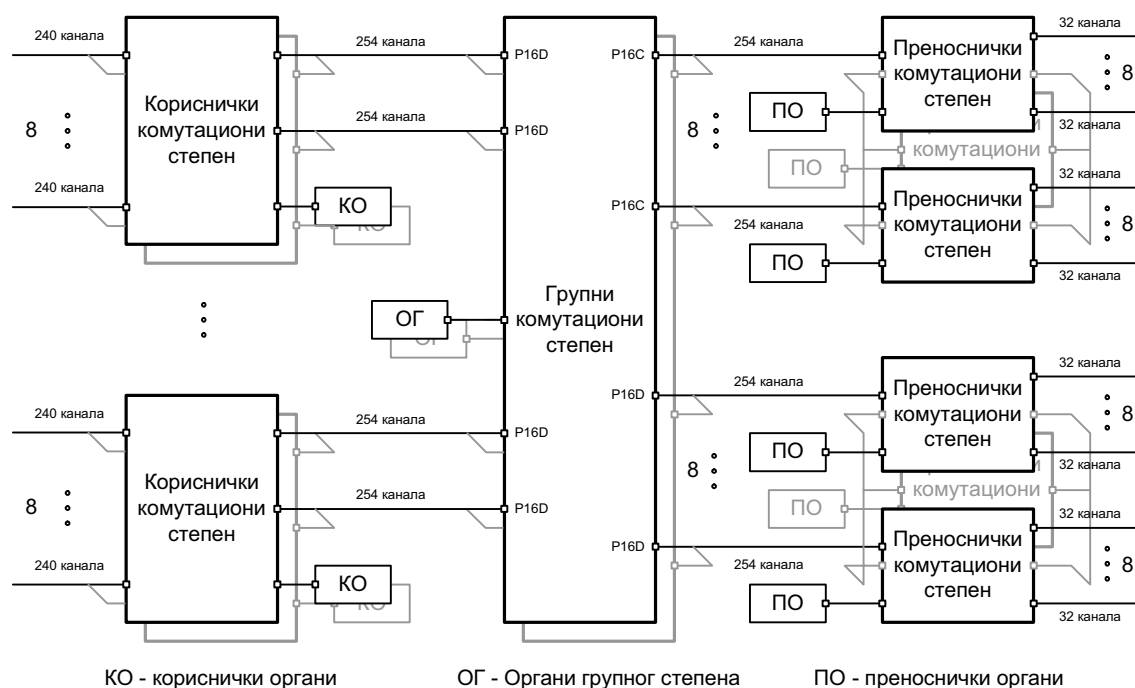 240 канала
254 канала
P16D
P16C
254 канала
Преноснички
комутациони
степен
32 канала
8
Кориснички
комутациони
степен
8
254 канала
P16D
8
ПО
32 канала
ПО
комутациони
32 канала
240 канала
КО
КО
P16C
254 канала
Преноснички
комутациони
степен
8
ПО
32 канала
Групни
комутациони
степен
ОГ
ОГ
P16D
254 канала
Преноснички
комутациони
степен
32 канала
8
240 канала
254 канала
P16D
ПО
32 канала
8
ПО
комутациони
Кориснички
комутациони
степен
8
254 канала
P16D
32 канала
P16D
254 канала
Преноснички
комутациони
степен
8
240 канала
КО
КО
ПО
32 канала
КО - кориснички органи
ОГ - Органи групног степена
ПО - преноснички органи